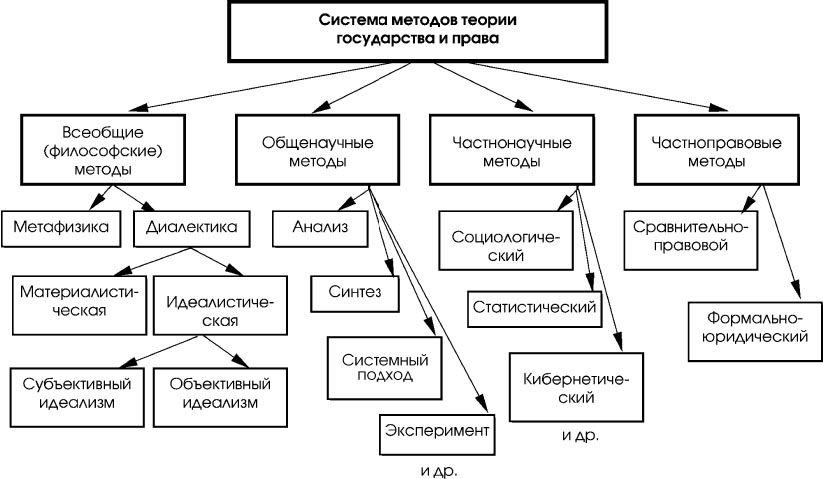 Система методов теории
государства и права
Всеобщие
(философские)
методы
Общенаучные
методы
Частнонаучные
методы
Частноправовые
методы
Метафизика
Диалектика
Анализ
Социологиче-
ский
Сравнительно-
правовой
Материалисти-
ческая
Идеалистиче-
ская
Синтез
Статистический
Формально-
юридический
Субъективный
идеализм
Объективный
идеализм
Системный
подход
Кибернетиче-
ский
Эксперимент
и др.
и др.